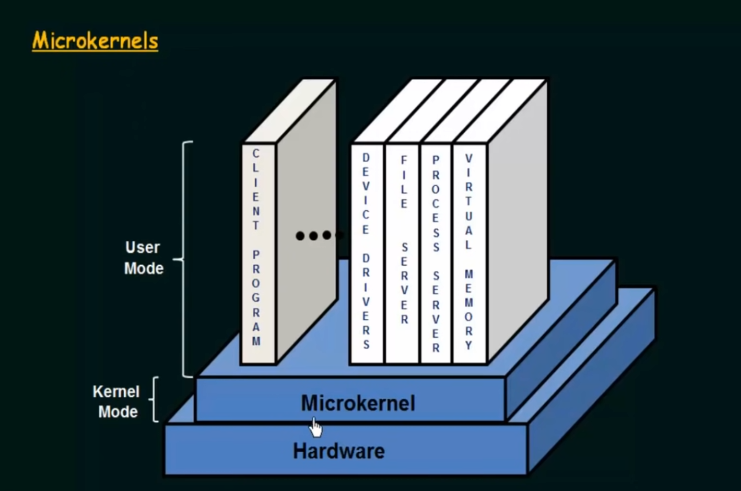 Microkernels
CLIENT PROGRAM
DEVICE DRIVERS
FILE SERVER
PROCESS SERVER
VIRTUAL MEMORY
User
Mode
Kernel
Mode
Microkernel
Hardware